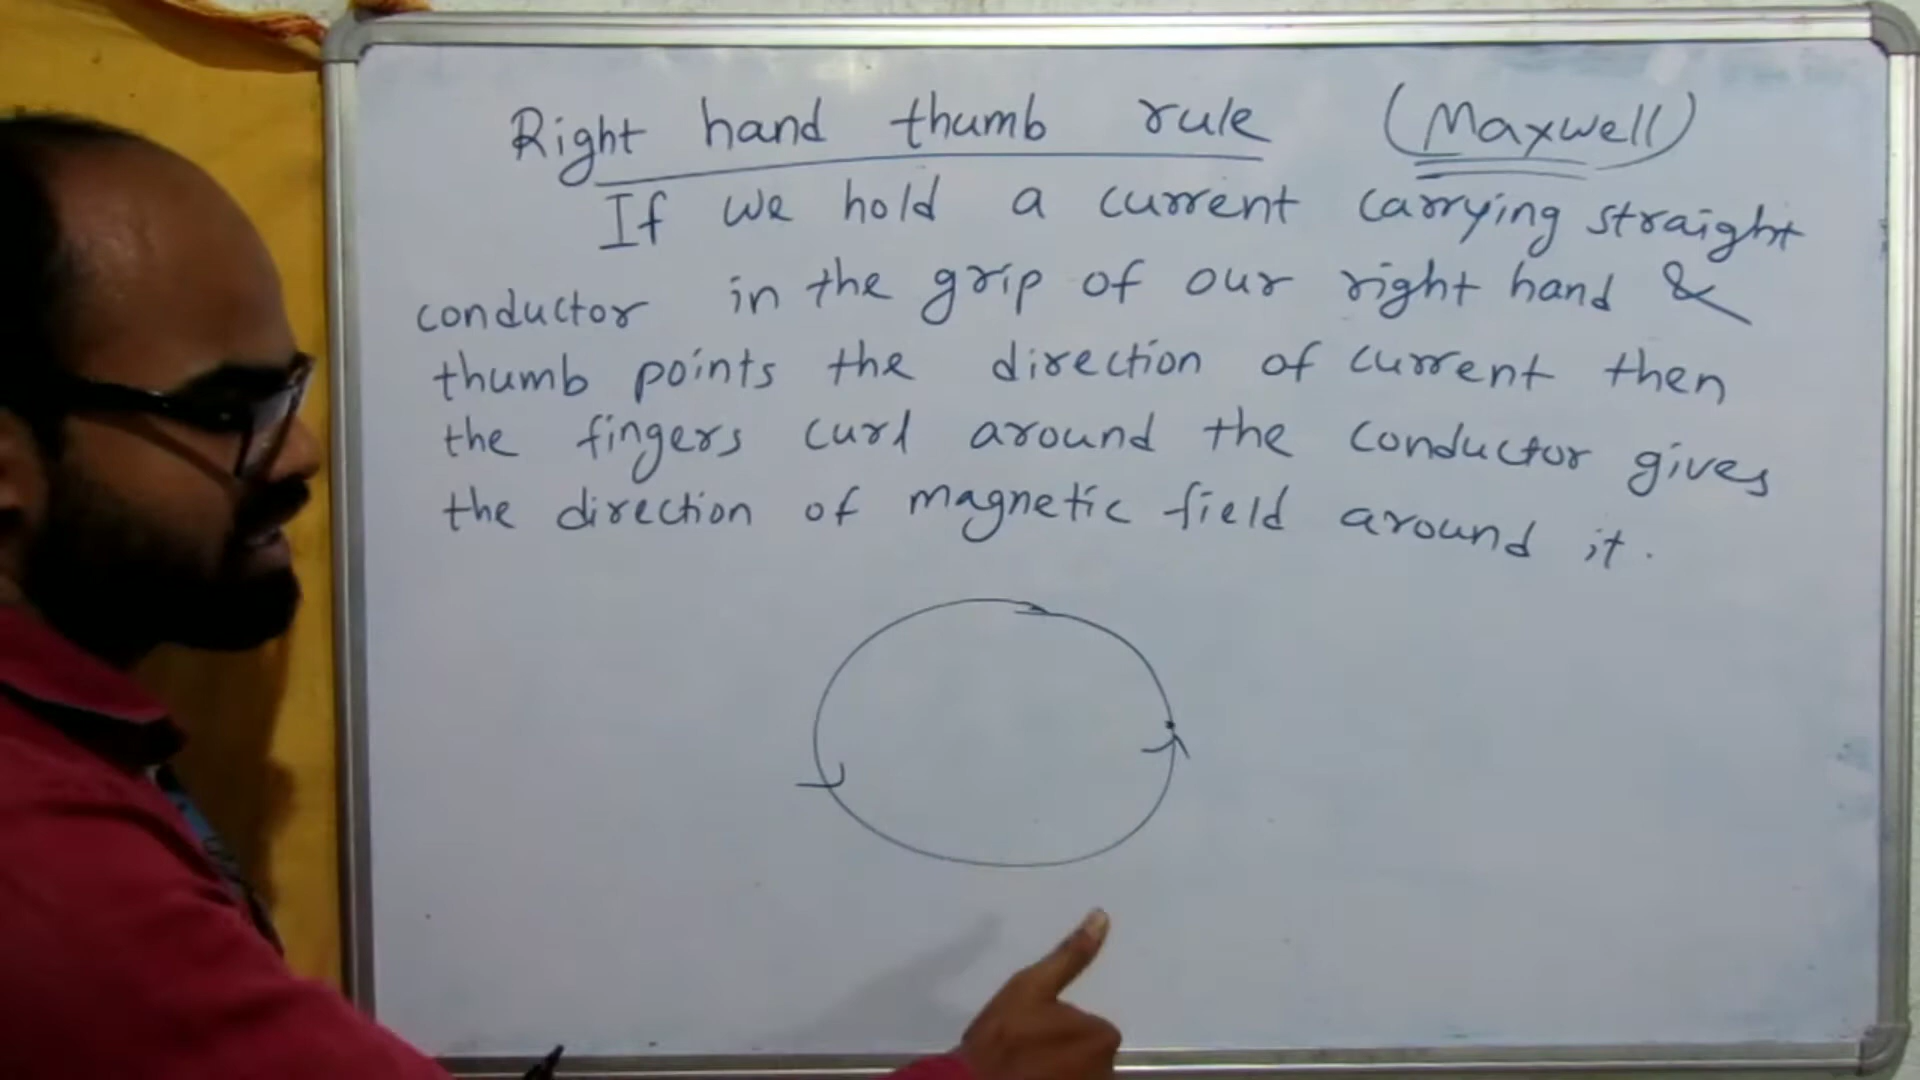 Right hand thumb rule (Maxwell)
If we hold a current carrying straight
conductor in the grip of our right hand &
thumb points the direction of current then
the fingers curl around the conductor gives
the direction of magnetic field around it.